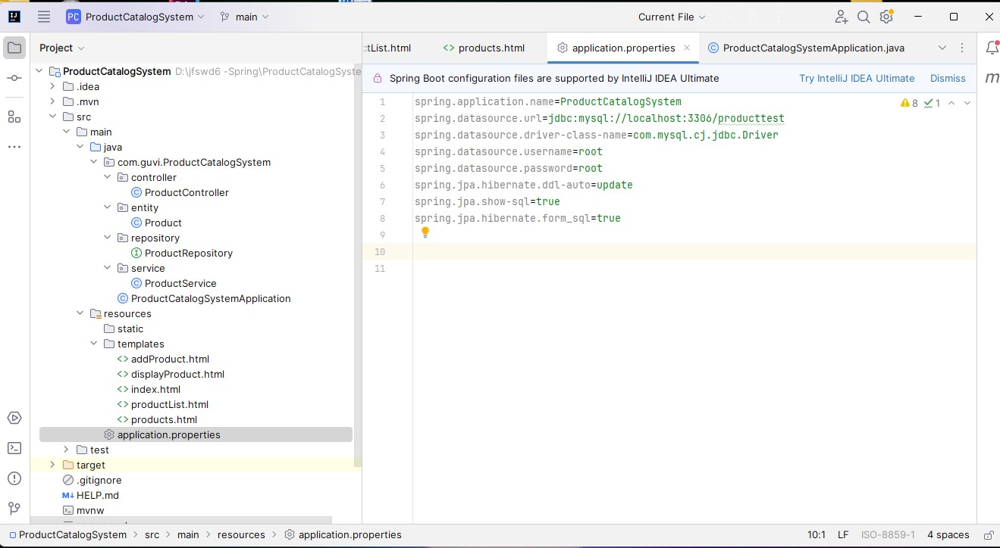 PC ProductCatalogSystem main Current File
Project
ctList.html products.html application.properties ProductCatalogSystemApplication.java
ProductCatalogSystem D:\jfswd6 -Spring\ProductCatalogSyste
.idea
.mvn
src
main
java
com.guvi.ProductCatalogSystem
controller
ProductController
entity
Product
repository
ProductRepository
service
ProductService
ProductCatalogSystemApplication
resources
static
templates
addProduct.html
displayProduct.html
index.html
productList.html
products.html
application.properties
test
target
.gitignore
HELP.md
mvnw
Spring Boot configuration files are supported by IntelliJ IDEA Ultimate Try IntelliJ IDEA Ultimate Dismiss
8 1
1 spring.application.name=ProductCatalogSystem
2 spring.datasource.url=jdbc:mysql://localhost:3306/producttest
3 spring.datasource.driver-class-name=com.mysql.cj.jdbc.Driver
4 spring.datasource.username=root
5 spring.datasource.password=root
6 spring.jpa.hibernate.ddl-auto=update
7 spring.jpa.show-sql=true
8 spring.jpa.hibernate.form_sql=true
9
10
11
m
ProductCatalogSystem > src > main > resources > application.properties 10:1 LF ISO-8859-1 4 spaces